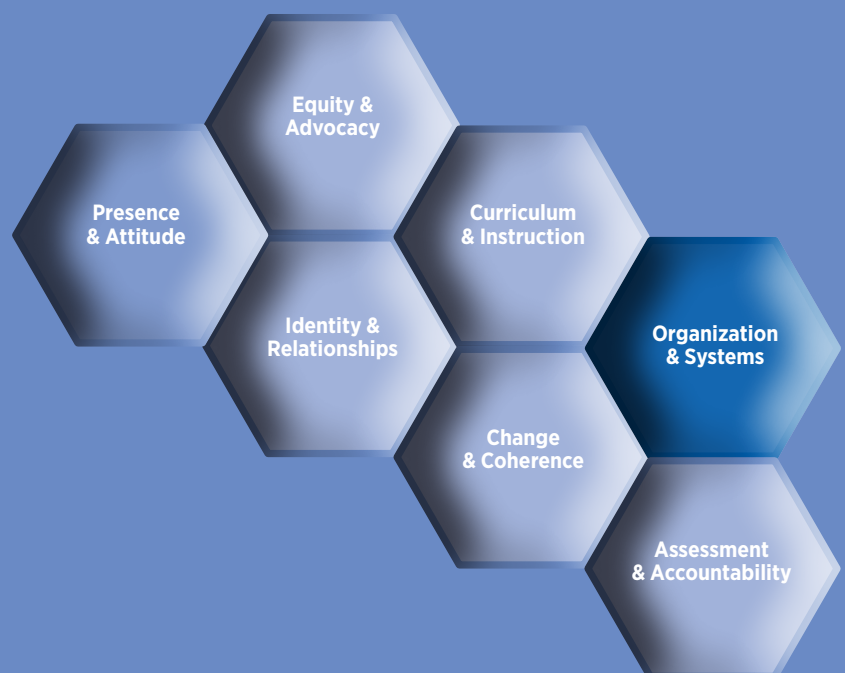 Equity &
Advocacy
Presence
& Attitude
Curriculum
& Instruction
Identity &
Relationships
Organization
& Systems
Change
& Coherence
Assessment
& Accountability